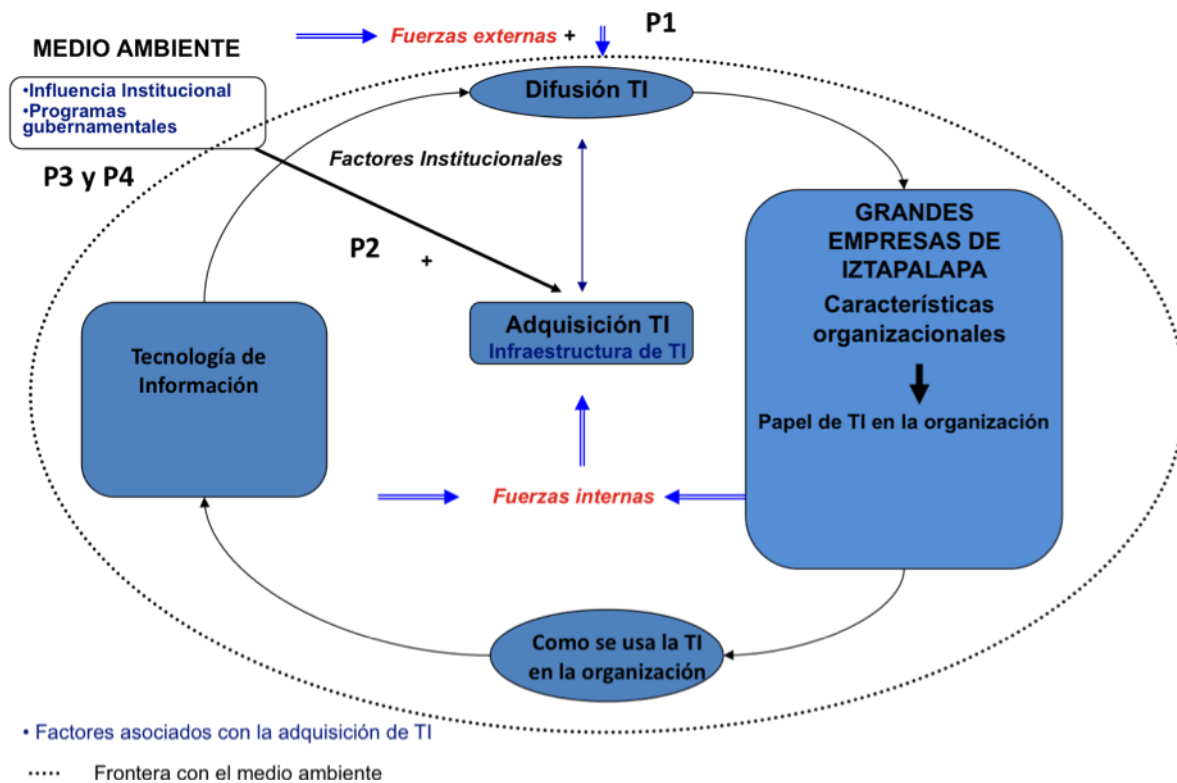 Fuerzas externas +
P1
MEDIO AMBIENTE
•Influencia Institucional
•Programas
gubernamentales
P3 y P4
Difusión TI
Factores Institucionales
P2
+
GRANDES
EMPRESAS DE
IZTAPALAPA
Características
organizacionales
Papel de TI en la organización
Adquisición TI
Infraestructura de TI
Tecnología de
Información
Fuerzas internas
Como se usa la TI
en la organización
• Factores asociados con la adquisición de TI
..... Frontera con el medio ambiente